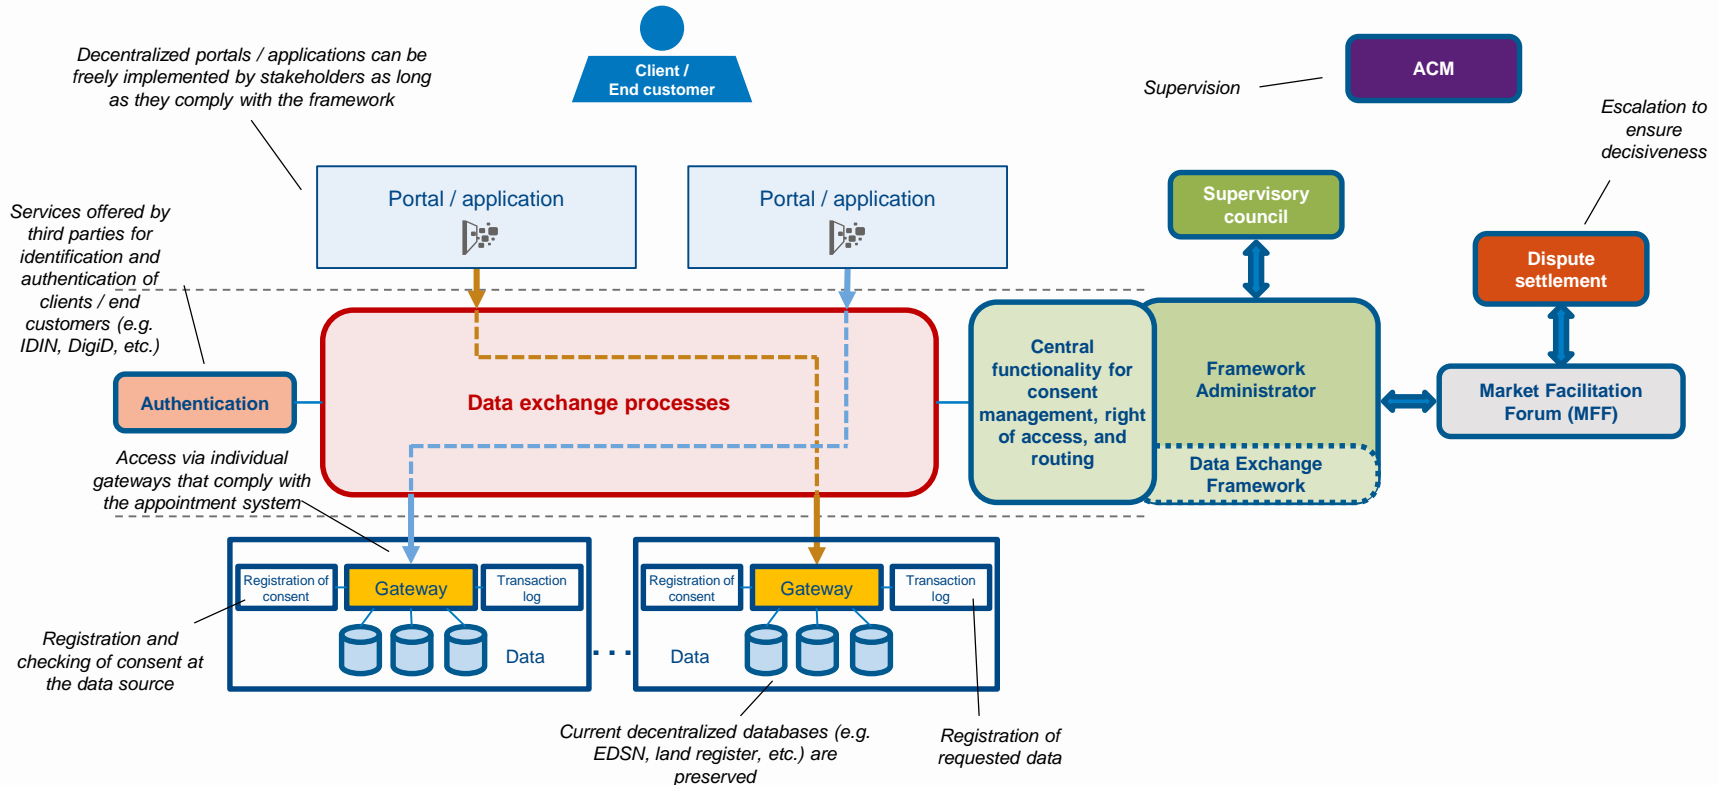 Decentralized portals / applications can be
freely implemented by stakeholders as long
as they comply with the framework
Client /
End customer
Supervision
ACM
Escalation to
ensure
decisiveness
Portal / application
Portal / application
Supervisory
council
Services offered by
third parties for
identification and
authentication of
clients / end
customers (e.g.
IDIN, DigiD, etc.)
Dispute
settlement
Authentication
Data exchange processes
Central
functionality for
consent
management, right
of access, and
routing
Framework
Administrator
Data Exchange
Framework
Market Facilitation
Forum (MFF)
Access via individual
gateways that comply with
the appointment system
Registration of
consent
Gateway
Transaction
log
Data
Registration of
consent
Gateway
Transaction
log
Data
Registration and
checking of consent at
the data source
Current decentralized databases (e.g.
EDSN, land register, etc.) are
preserved
Registration of
requested data